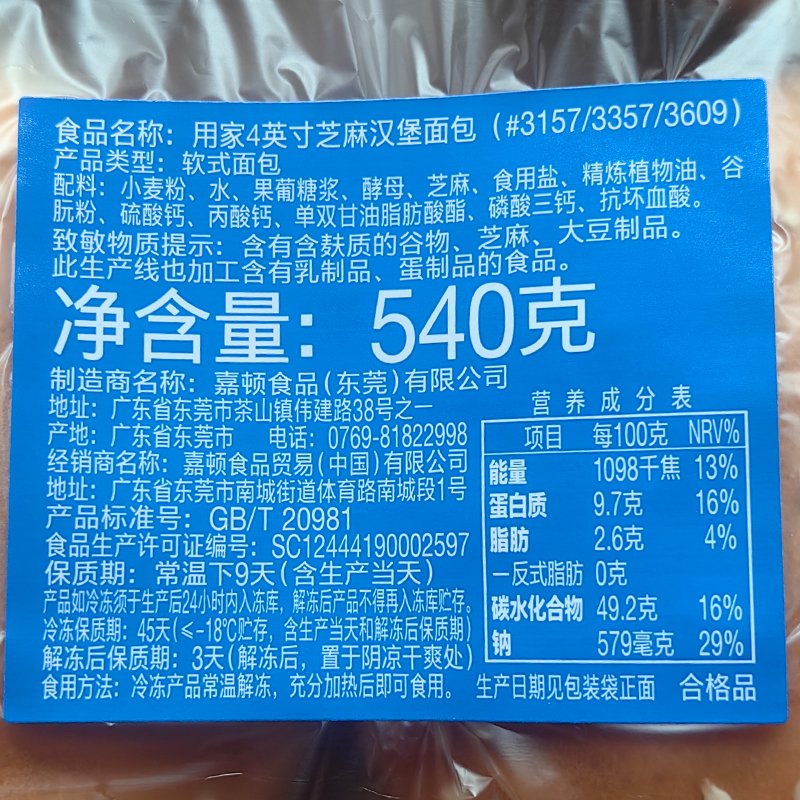 食品名称：用家4英寸芝麻汉堡面包（#3157/3357/3609）
产品类型：软式面包
配料：小麦粉、水、果葡糖浆、酵母、芝麻、食用盐、精炼植物油、谷
朊粉、硫酸钙、丙酸钙、单双甘油脂肪酸酯、磷酸三钙、抗坏血酸。
致敏物质提示：含有含麸质的谷物、芝麻、大豆制品。
此生产线也加工含有乳制品、蛋制品的食品。
净含量：540克
制造商名称：嘉顿食品(东莞)有限公司
地址：广东省东莞市茶山镇伟建路38号之一
产地：广东省东莞市 电话：0769-81822998
经销商名称：嘉顿食品贸易(中国)有限公司
地址：广东省东莞市南城街道体育路南城段1号
产品标准号：GB/T 20981
食品生产许可证编号：SC12444190002597
保质期：常温下9天(含生产当天)
产品如冷冻须于生产后24小时内入冻库，解冻后产品不得再入冻库贮存。
冷冻保质期：45天(≤-18℃贮存，含生产当天和解冻后保质期)
解冻后保质期：3天(解冻后，置于阴凉干爽处)
食用方法：冷冻产品常温解冻，充分加热后即可食用。 生产日期见包装袋正面 合格品
营养成分表
项目 每100克 NRV%
能量 1098千焦 13%
蛋白质 9.7克 16%
脂肪 2.6克 4%
—反式脂肪 0克
碳水化合物 49.2克 16%
钠 579毫克 29%